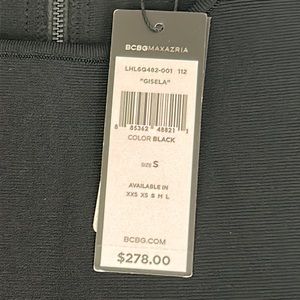 BCBGMAXAZRIA
LHL6G482-001 112
"GISELA"
8 85362 48821 1
COLOR BLACK
SIZE S
AVAILABLE IN
XXS XS S M L
BCBG.COM
$278.00